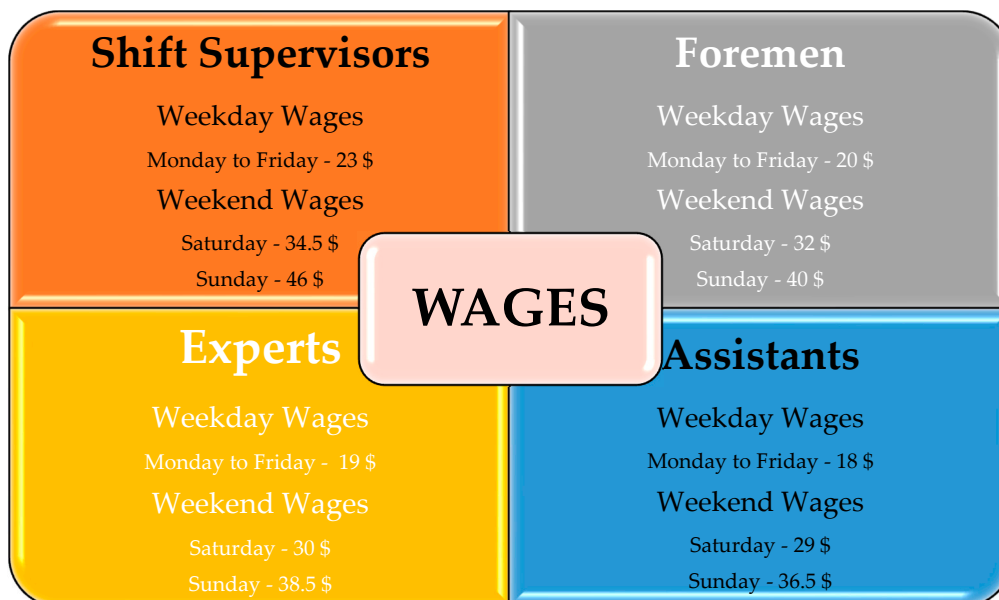 Shift Supervisors
Weekday Wages
Monday to Friday - 23 $
Weekend Wages
Saturday - 34.5 $
Sunday - 46 $
Foremen
Weekday Wages
Monday to Friday - 20 $
Weekend Wages
Saturday - 32 $
Sunday - 40 $
WAGES
Experts
Weekday Wages
Monday to Friday - 19 $
Weekend Wages
Saturday - 30 $
Sunday - 38.5 $
Assistants
Weekday Wages
Monday to Friday - 18 $
Weekend Wages
Saturday - 29 $
Sunday - 36.5 $